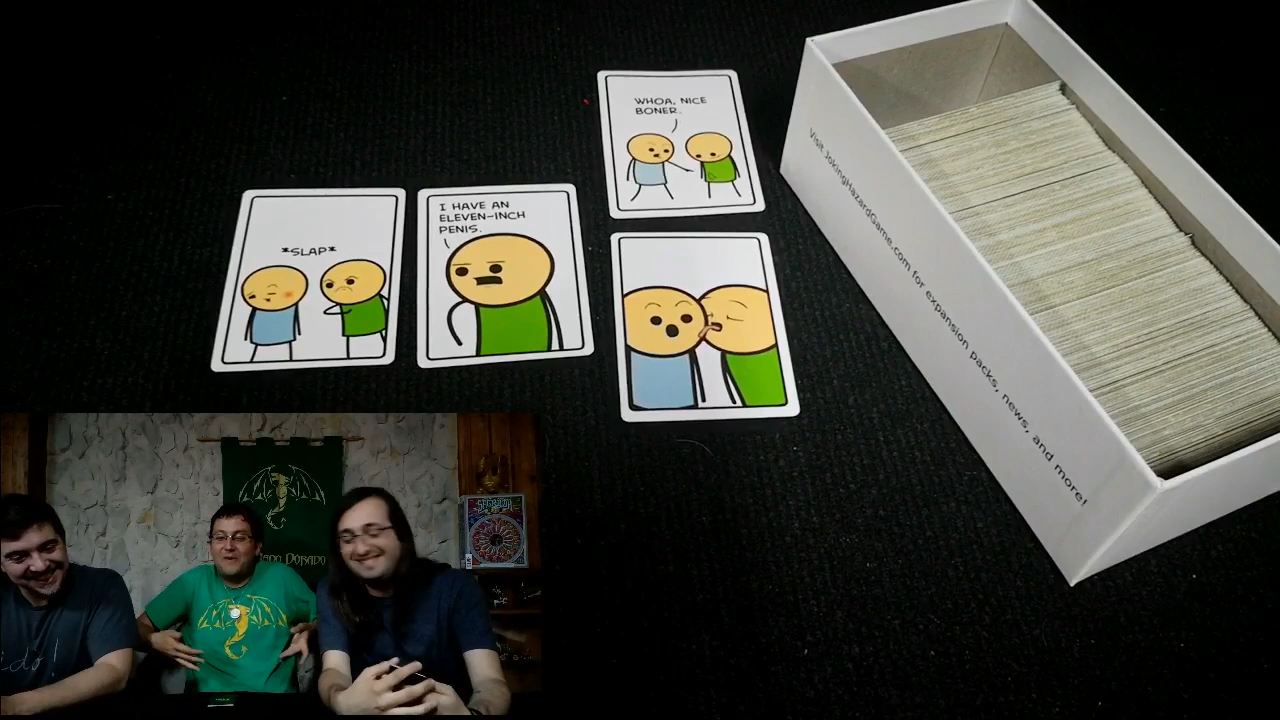 WHOA, NICE
BONER.
*SLAP*
I HAVE AN
ELEVEN-INCH
PENIS.
Visit JokingHazardGame.com for expansion packs, news, and more!